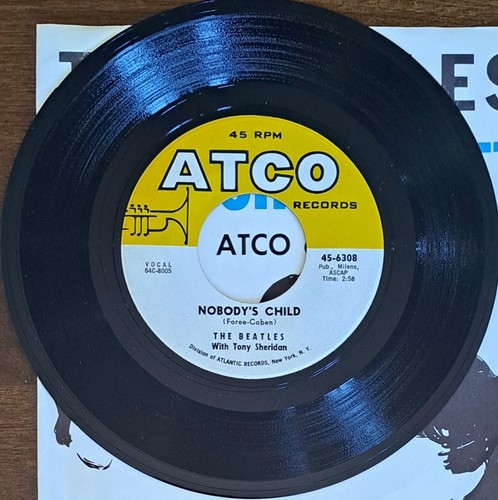 ES
45 RPM
ATCO
RECORDS
ATCO
VOCAL
64C-8005
45-6308
Pub., Milene,
ASCAP
Time: 2:58
NOBODY'S CHILD
(Foree-Coben)
THE BEATLES
With Tony Sheridan
Division of ATLANTIC RECORDS, New York, N. Y.